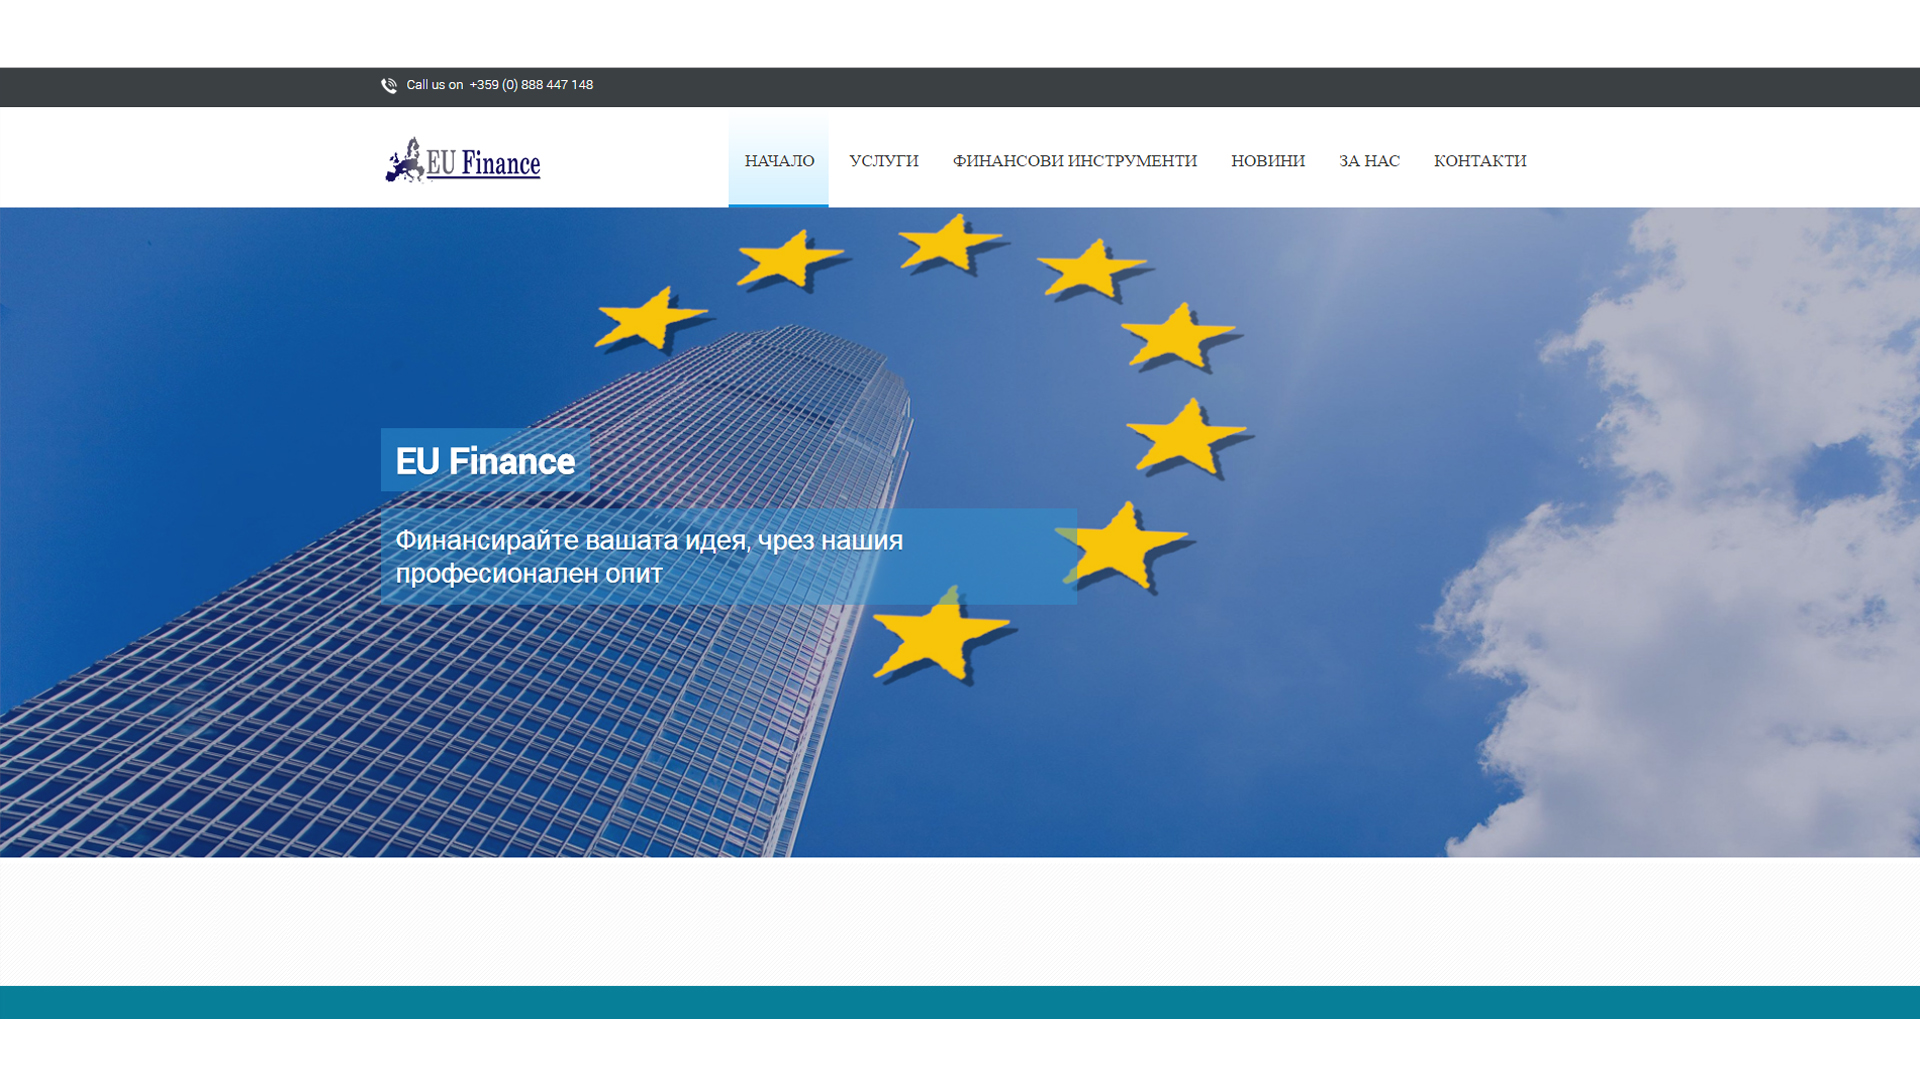 Call us on +359 (0) 888 447 148
EU Finance
НАЧАЛО УСЛУГИ ФИНАНСОВИ ИНСТРУМЕНТИ НОВИНИ ЗА НАС КОНТАКТИ
EU Finance
Финансирайте вашата идея, чрез нашия
професионален опит